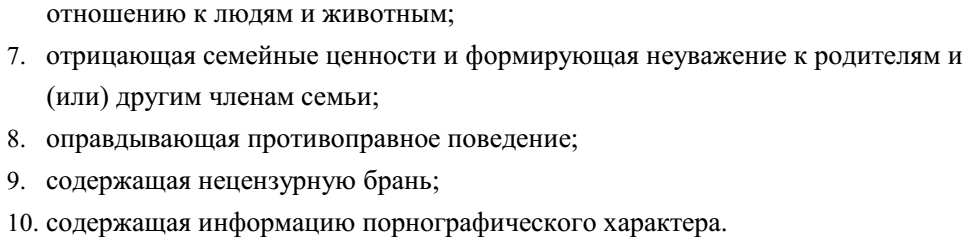 отношению к людям и животным;
7. отрицающая семейные ценности и формирующая неуважение к родителям и
(или) другим членам семьи;
8. оправдывающая противоправное поведение;
9. содержащая нецензурную брань;
10. содержащая информацию порнографического характера.